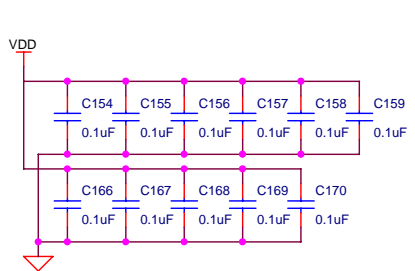 VDD
C154 C155 C156 C157 C158 C159
0.1uF 0.1uF 0.1uF 0.1uF 0.1uF 0.1uF
C166 C167 C168 C169 C170
0.1uF 0.1uF 0.1uF 0.1uF 0.1uF